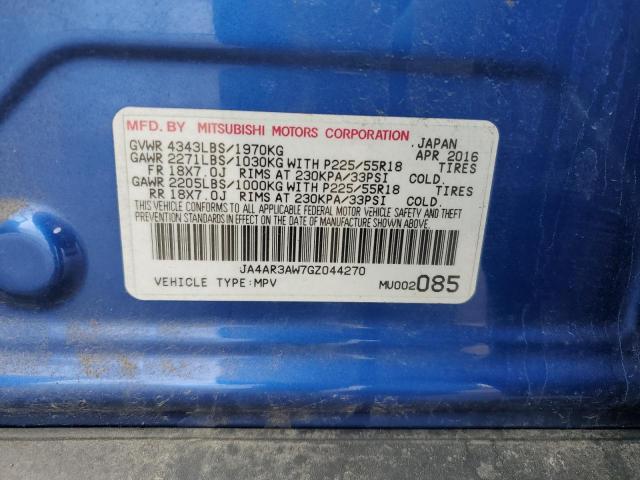 MFD. BY MITSUBISHI MOTORS CORPORATION JAPAN
GVWR 4343LBS/1970KG APR 2016
GAWR 2271LBS/1030KG WITH P225/55R18 TIRES
FR 18X7.0J RIMS AT 230KPA/33PSI COLD.
GAWR 2205LBS/1000KG WITH P225/55R18 TIRES
RR 18X7.0J RIMS AT 230KPA/33PSI COLD.
THIS VEHICLE CONFORMS TO ALL APPLICABLE FEDERAL MOTOR VEHICLE SAFETY AND THEFT
PREVENTION STANDARDS IN EFFECT ON THE DATE OF MANUFACTURE SHOWN ABOVE.
JA4AR3AW7GZ044270
VEHICLE TYPE:MPV MU002085